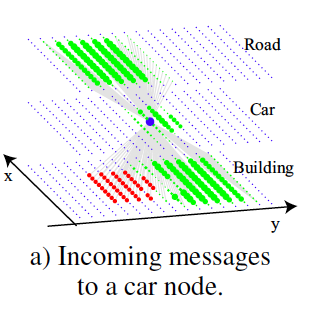 Road
Car
Building
x
y
a) Incoming messages
to a car node.